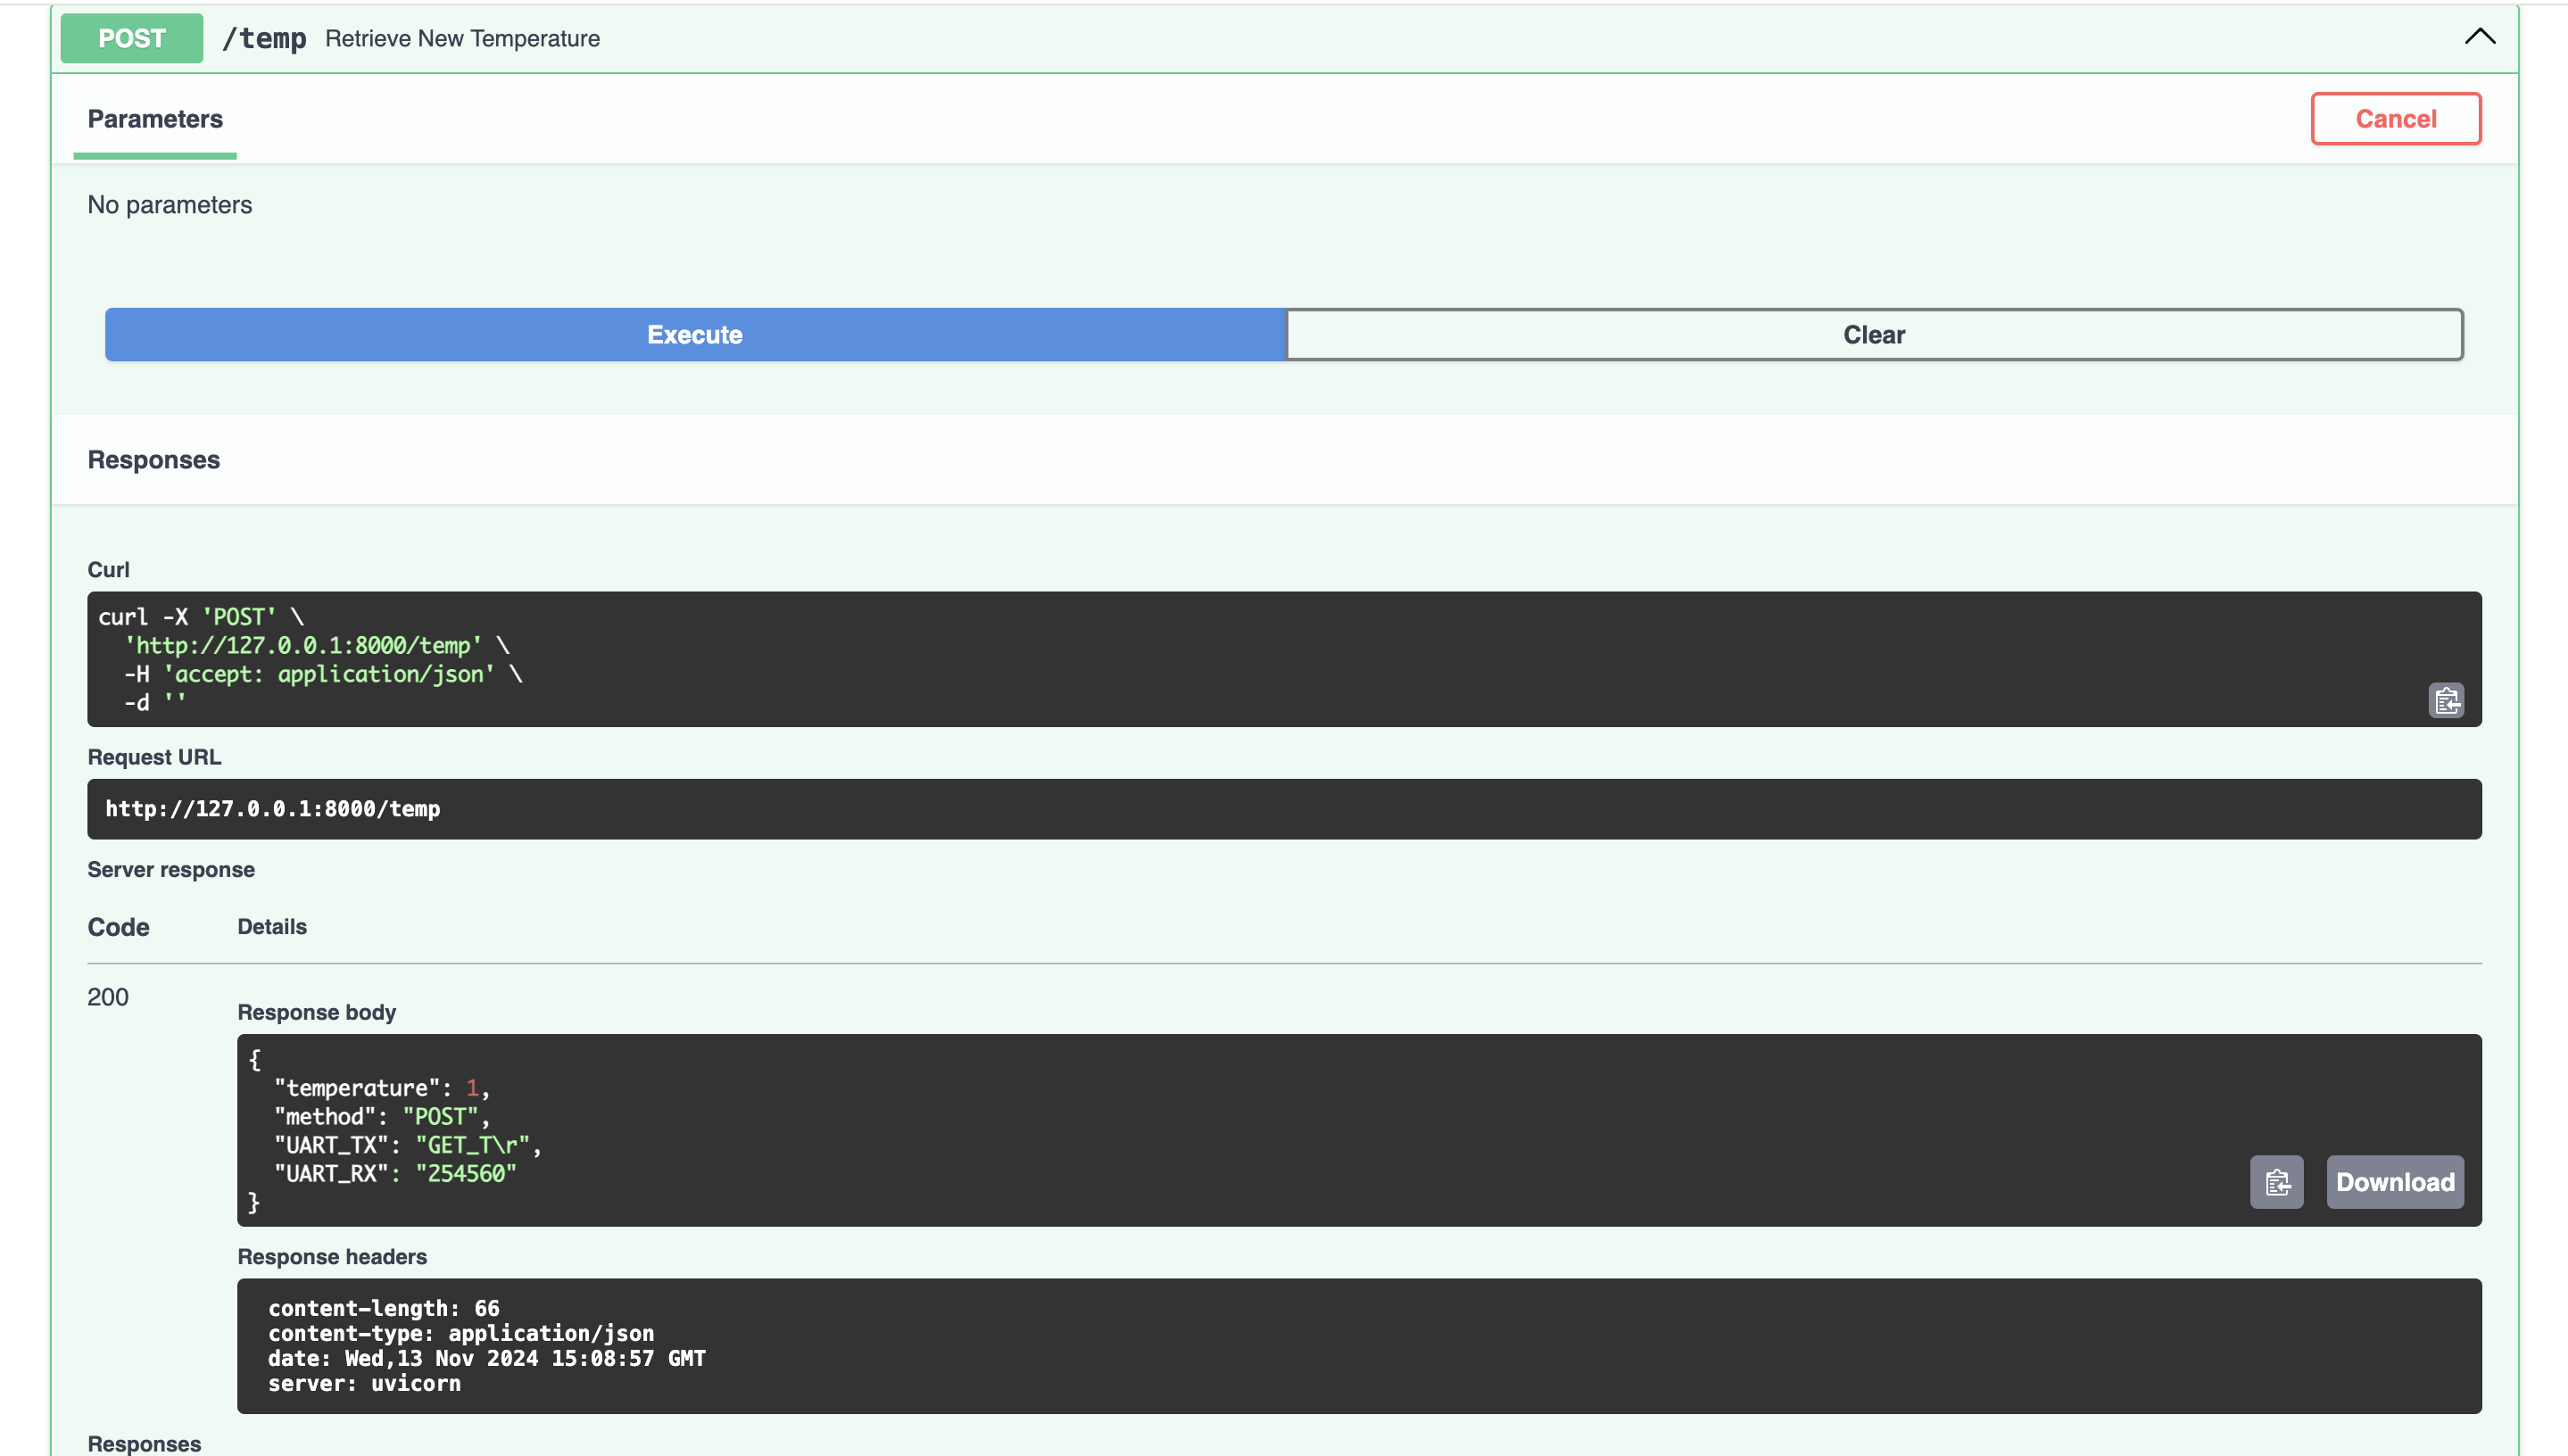 POST /temp Retrieve New Temperature
Parameters
Cancel
No parameters
Execute
Clear
Responses
Curl
curl -X 'POST' \
  'http://127.0.0.1:8000/temp' \
  -H 'accept: application/json' \
  -d ''
Request URL
http://127.0.0.1:8000/temp
Server response
Code Details
200
Response body
{
  "temperature": 1,
  "method": "POST",
  "UART_TX": "GET_T\r",
  "UART_RX": "254560"
}
Download
Response headers
content-length: 66
content-type: application/json
date: Wed,13 Nov 2024 15:08:57 GMT
server: uvicorn
Responses